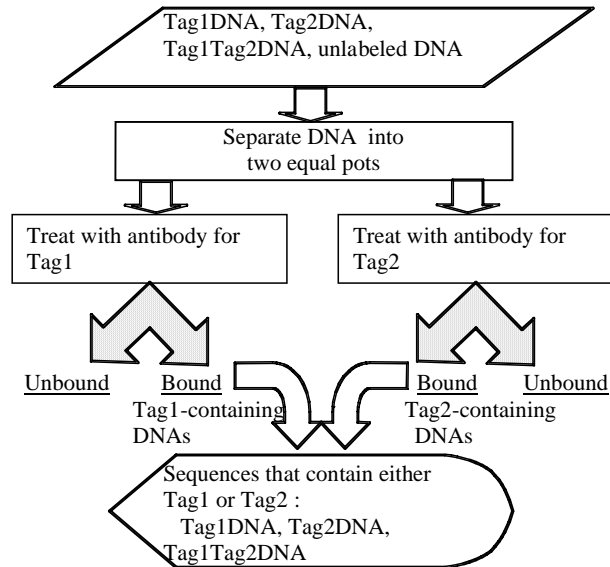 Tag1DNA, Tag2DNA,
Tag1Tag2DNA, unlabeled DNA
Separate DNA into
two equal pots
Treat with antibody for
Tag1
Treat with antibody for
Tag2
Unbound
Bound
Tag1-containing
DNAs
Bound
Unbound
Tag2-containing
DNAs
Sequences that contain either
Tag1 or Tag2 :
Tag1DNA, Tag2DNA,
Tag1Tag2DNA